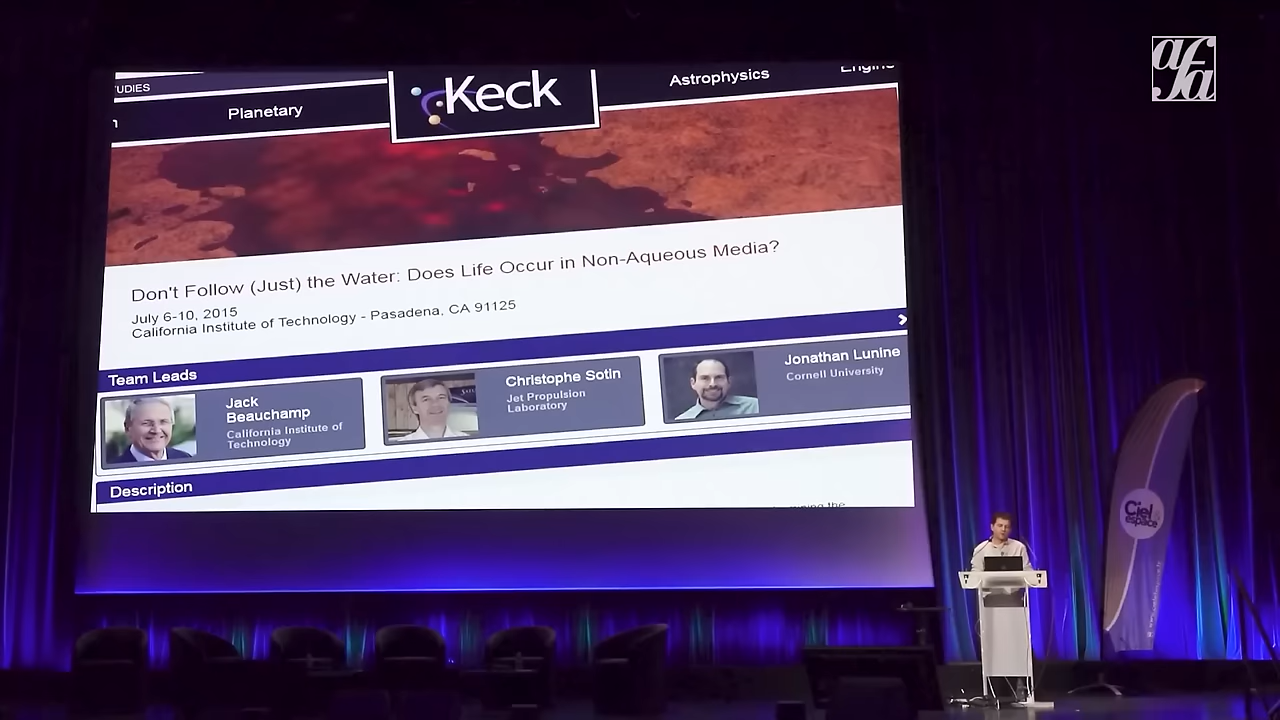 afa
UDIES
Planetary
Keck
Astrophysics
Engine
Don't Follow (Just) the Water: Does Life Occur in Non-Aqueous Media?
July 6-10, 2015
California Institute of Technology - Pasadena, CA 91125
Team Leads
Jack
Beauchamp
California Institute of
Technology
Christophe Sotin
Jet Propulsion
Laboratory
Jonathan Lunine
Cornell University
Description
the
Ciel
espace